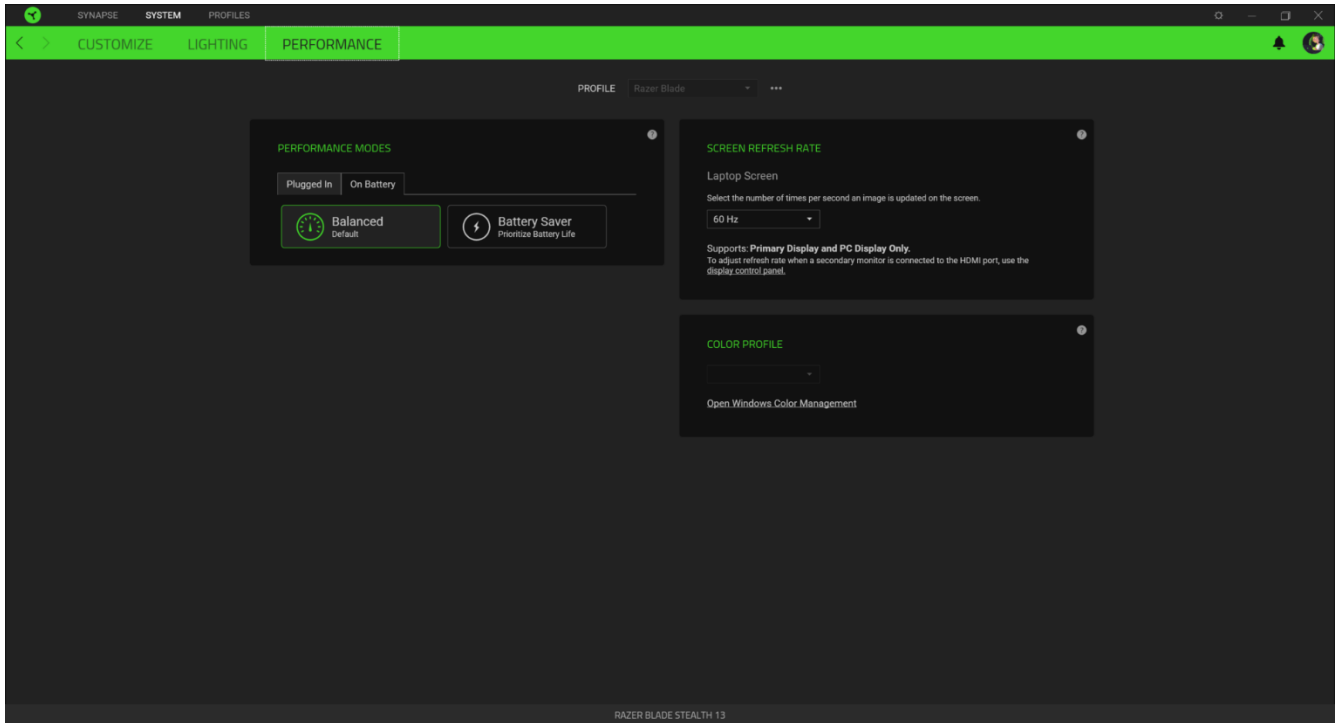 SYNAPSE SYSTEM PROFILES
CUSTOMIZE LIGHTING PERFORMANCE
PROFILE Razer Blade
PERFORMANCE MODES
Plugged In On Battery
Balanced
Default
Battery Saver
Prioritize Battery Life
SCREEN REFRESH RATE
Laptop Screen
Select the number of times per second an image is updated on the screen.
60 Hz
Supports: Primary Display and PC Display Only.
To adjust refresh rate when a secondary monitor is connected to the HDMI port, use the
display control panel.
COLOR PROFILE
Open Windows Color Management
RAZER BLADE STEALTH 13